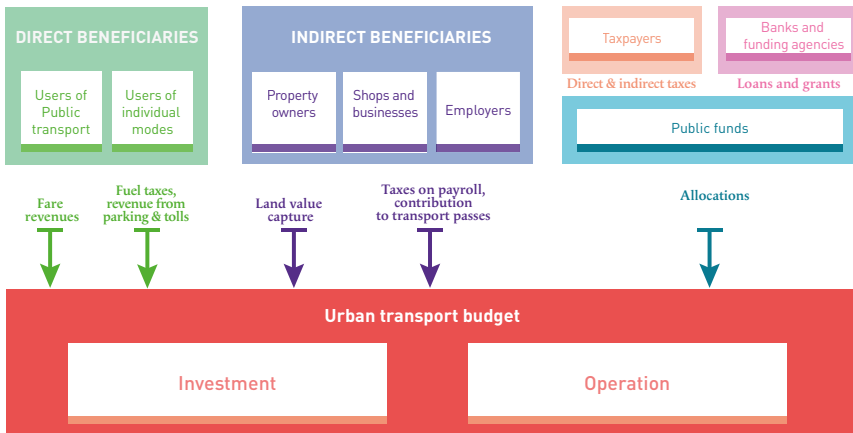 DIRECT BENEFICIARIES
Users of
Public
transport
Users of
individual
modes
INDIRECT BENEFICIARIES
Property
owners
Shops and
businesses
Employers
Taxpayers
Direct & indirect taxes
Banks and
funding agencies
Loans and grants
Public funds
Fare
revenues
Fuel taxes,
revenue from
parking & tolls
Land value
capture
Taxes on payroll,
contribution
to transport passes
Allocations
Urban transport budget
Investment
Operation